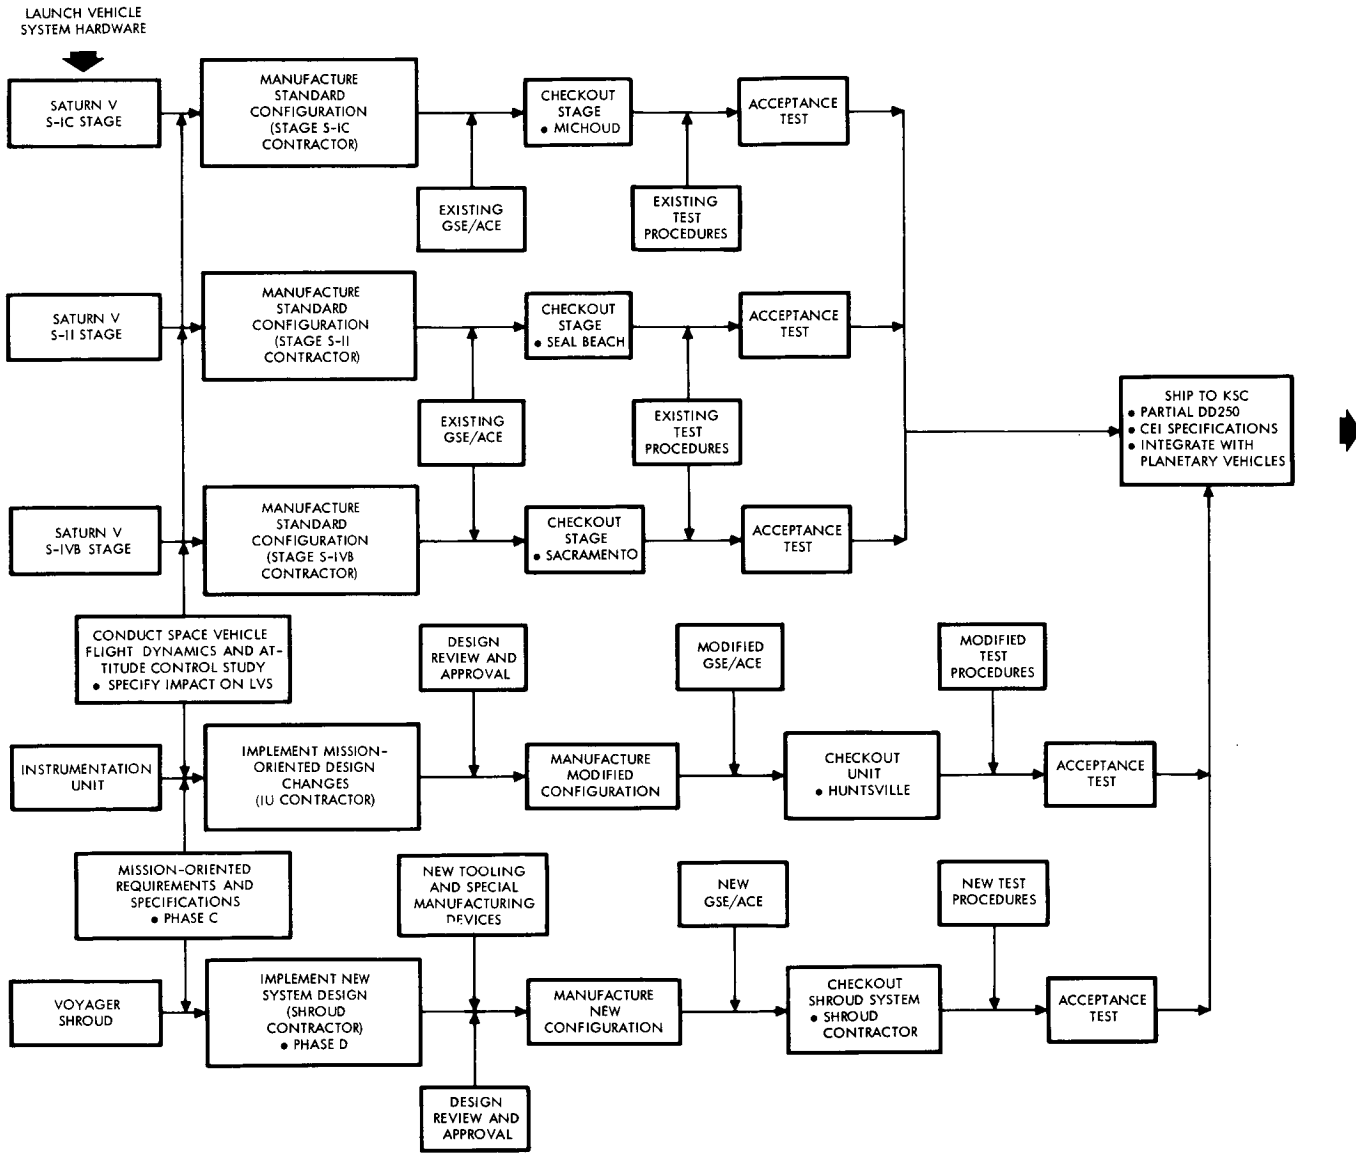 LAUNCH VEHICLE
SYSTEM HARDWARE
SATURN V
S-IC STAGE
MANUFACTURE
STANDARD
CONFIGURATION
(STAGE S-IC
CONTRACTOR)
CHECKOUT
STAGE
• MICHOUD
ACCEPTANCE
TEST
EXISTING
GSE/ACE
EXISTING
TEST
PROCEDURES
SATURN V
S-II STAGE
MANUFACTURE
STANDARD
CONFIGURATION
(STAGE S-II
CONTRACTOR)
CHECKOUT
STAGE
• SEAL BEACH
ACCEPTANCE
TEST
EXISTING
GSE/ACE
EXISTING
TEST
PROCEDURES
SHIP TO KSC
• PARTIAL DD250
• CEI SPECIFICATIONS
• INTEGRATE WITH
PLANETARY VEHICLES
SATURN V
S-IVB STAGE
MANUFACTURE
STANDARD
CONFIGURATION
(STAGE S-IVB
CONTRACTOR)
CHECKOUT
STAGE
• SACRAMENTO
ACCEPTANCE
TEST
CONDUCT SPACE VEHICLE
FLIGHT DYNAMICS AND AT-
TITUDE CONTROL STUDY
• SPECIFY IMPACT ON LVS
DESIGN
REVIEW AND
APPROVAL
MODIFIED
GSE/ACE
MODIFIED
TEST
PROCEDURES
INSTRUMENTATION
UNIT
IMPLEMENT MISSION-
ORIENTED DESIGN
CHANGES
(IU CONTRACTOR)
MANUFACTURE
MODIFIED
CONFIGURATION
CHECKOUT
UNIT
• HUNTSVILLE
ACCEPTANCE
TEST
MISSION-ORIENTED
REQUIREMENTS AND
SPECIFICATIONS
• PHASE C
NEW TOOLING
AND SPECIAL
MANUFACTURING
DEVICES
NEW
GSE/ACE
NEW TEST
PROCEDURES
VOYAGER
SHROUD
IMPLEMENT NEW
SYSTEM DESIGN
(SHROUD
CONTRACTOR)
• PHASE D
MANUFACTURE
NEW
CONFIGURATION
CHECKOUT
SHROUD SYSTEM
• SHROUD
CONTRACTOR
ACCEPTANCE
TEST
DESIGN
REVIEW AND
APPROVAL